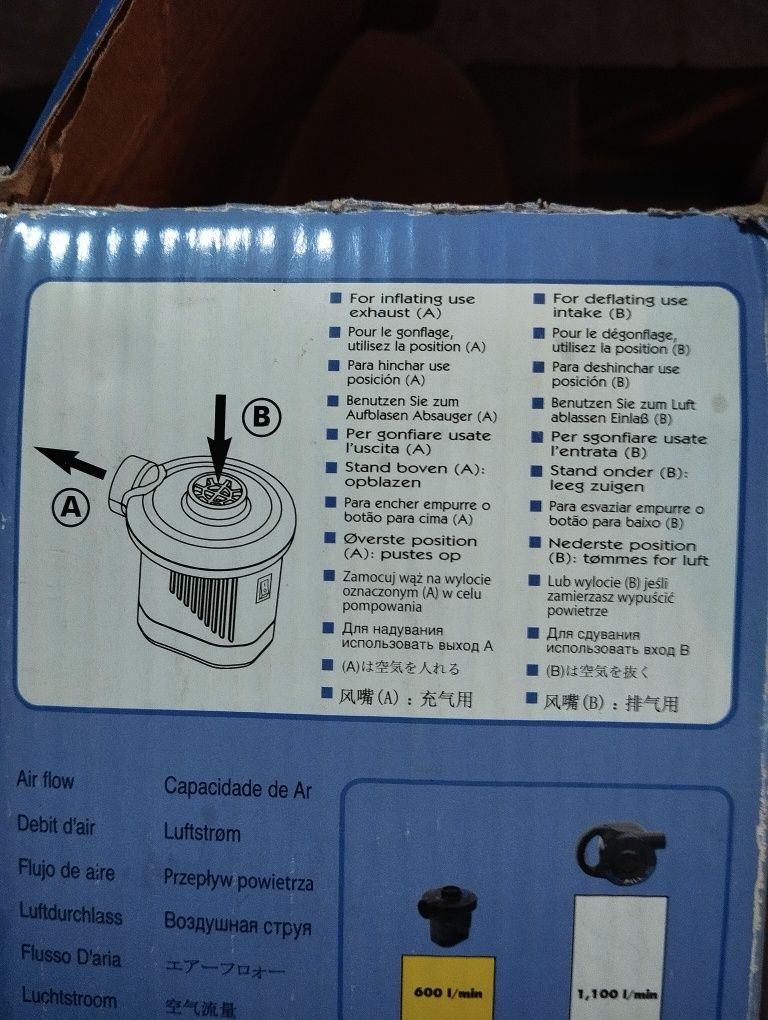 For inflating use
exhaust (A)
Pour le gonflage,
utilisez la position (A)
Para hinchar use
posición (A)
Benutzen Sie zum
Aufblasen Absauger (A)
Per gonfiare usate
l'uscita (A)
Stand boven (A):
opblazen
Para encher empurre o
botão para cima (A)
Øverste position
(A): pustes op
Zamocuj wąż na wylocie
oznaczonym (A) w celu
pompowania
Для надувания
использовать выход А
(A)は空気を人れる
风嘴(A)：充气用
For deflating use
intake (B)
Pour le dégonflage,
utilisez la position (B)
Para deshinchar use
posición (B)
Benutzen Sie zum Luft
ablassen Einlaß (B)
Per sgonfiare usate
l'entrata (B)
Stand onder (B):
leeg zuigen
Para esvaziar empurre o
botão para baixo (B)
Nederste position
(B): tømmes for luft
Lub wylocie (B) jeśli
zamierzasz wypuścić
powietrze
Для сдувания
использовать вход В
(B)は空気を抜く
风嘴(B)：排气用
B
A
Air flow
Debit d'air
Flujo de aire
Luftdurchlass
Flusso D'aria
Luchtstroom
Capacidade de Ar
Luftstrøm
Przepływ powietrza
Воздушная струя
エアーフロォー
空气流量
600 l/min
1,100 l/min